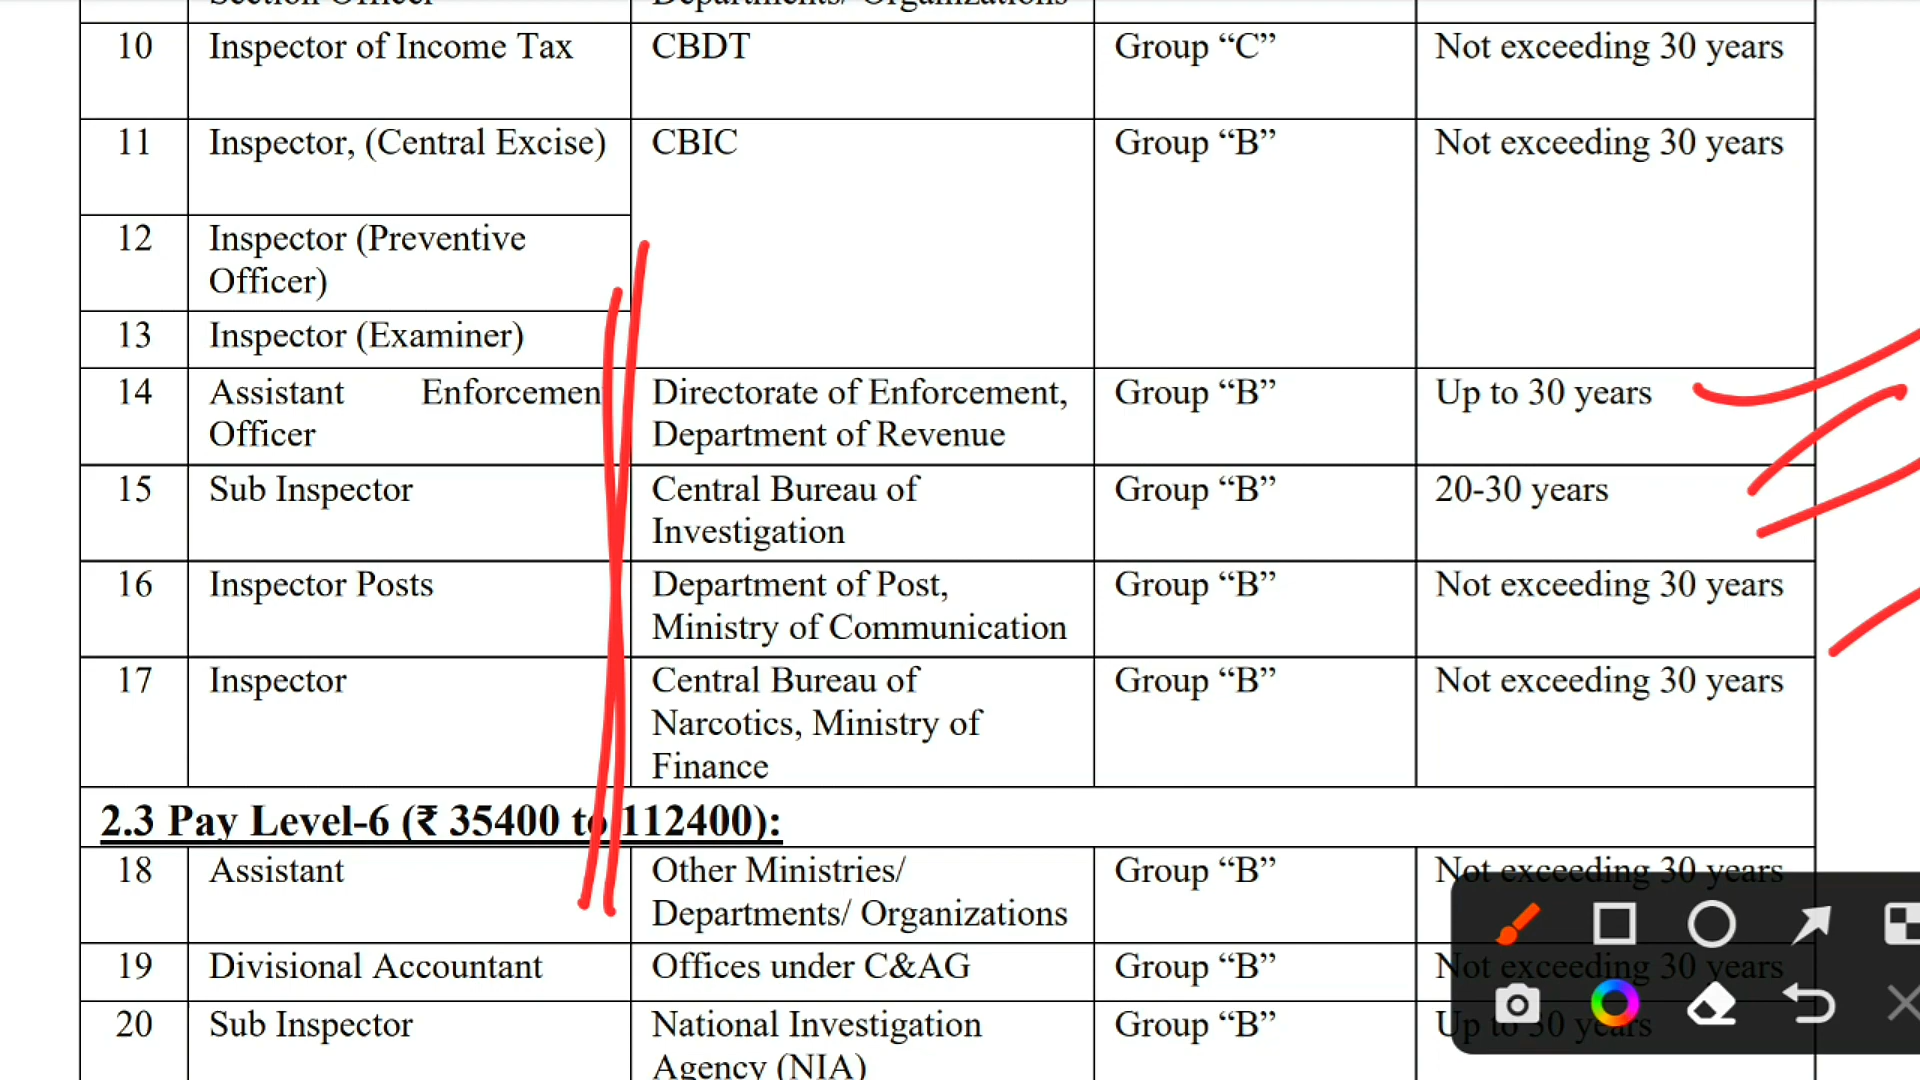 Section Officer
Departments/ Organizations
10 Inspector of Income Tax CBDT Group “C” Not exceeding 30 years
11 Inspector, (Central Excise) CBIC Group “B” Not exceeding 30 years
12 Inspector (Preventive
Officer)
13 Inspector (Examiner)
14 Assistant Enforcemen Directorate of Enforcement, Group “B” Up to 30 years
Officer Department of Revenue
15 Sub Inspector Central Bureau of Group “B” 20-30 years
Investigation
16 Inspector Posts Department of Post, Group “B” Not exceeding 30 years
Ministry of Communication
17 Inspector Central Bureau of Group “B” Not exceeding 30 years
Narcotics, Ministry of
Finance
2.3 Pay Level-6 (₹ 35400 to 112400):
18 Assistant Other Ministries/ Group “B” Not exceeding 30 years
Departments/ Organizations
19 Divisional Accountant Offices under C&AG Group “B” Not exceeding 30 years
20 Sub Inspector National Investigation Group “B” Up to 30 years
Agency (NIA)